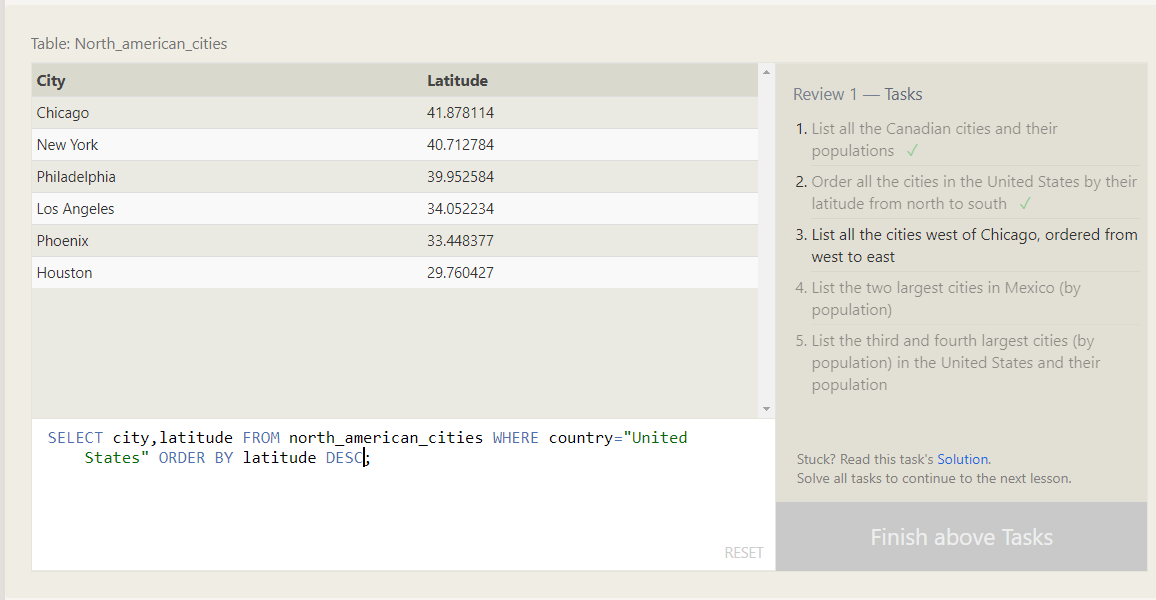 Table: North_american_cities
City Latitude
Chicago 41.878114
New York 40.712784
Philadelphia 39.952584
Los Angeles 34.052234
Phoenix 33.448377
Houston 29.760427
SELECT city,latitude FROM north_american_cities WHERE country="United
States" ORDER BY latitude DESC;
RESET
Review 1 — Tasks
1. List all the Canadian cities and their
populations ✓
2. Order all the cities in the United States by their
latitude from north to south ✓
3. List all the cities west of Chicago, ordered from
west to east
4. List the two largest cities in Mexico (by
population)
5. List the third and fourth largest cities (by
population) in the United States and their
population
Stuck? Read this task's Solution.
Solve all tasks to continue to the next lesson.
Finish above Tasks